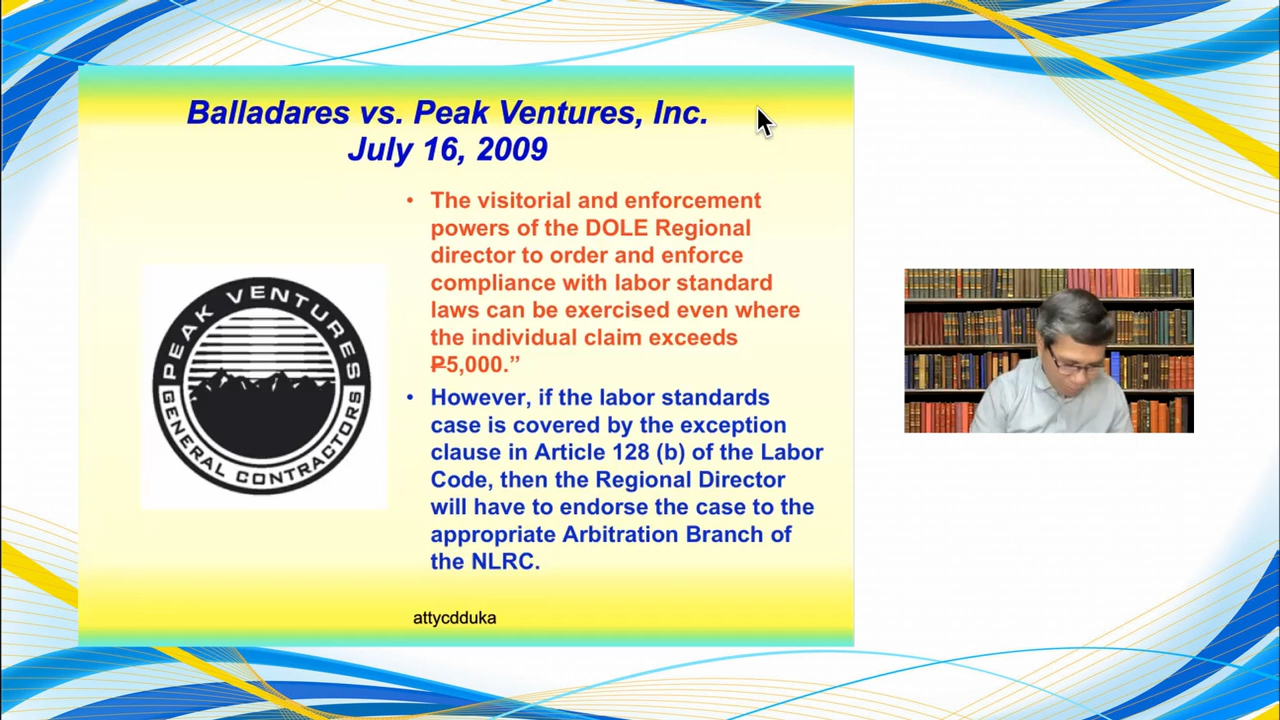 Balladares vs. Peak Ventures, Inc.
July 16, 2009
• The visitorial and enforcement
powers of the DOLE Regional
director to order and enforce
compliance with labor standard
laws can be exercised even where
the individual claim exceeds
₱5,000.”
• However, if the labor standards
case is covered by the exception
clause in Article 128 (b) of the Labor
Code, then the Regional Director
will have to endorse the case to the
appropriate Arbitration Branch of
the NLRC.
PEAK VENTURES
GENERAL CONTRACTORS
attycdduka